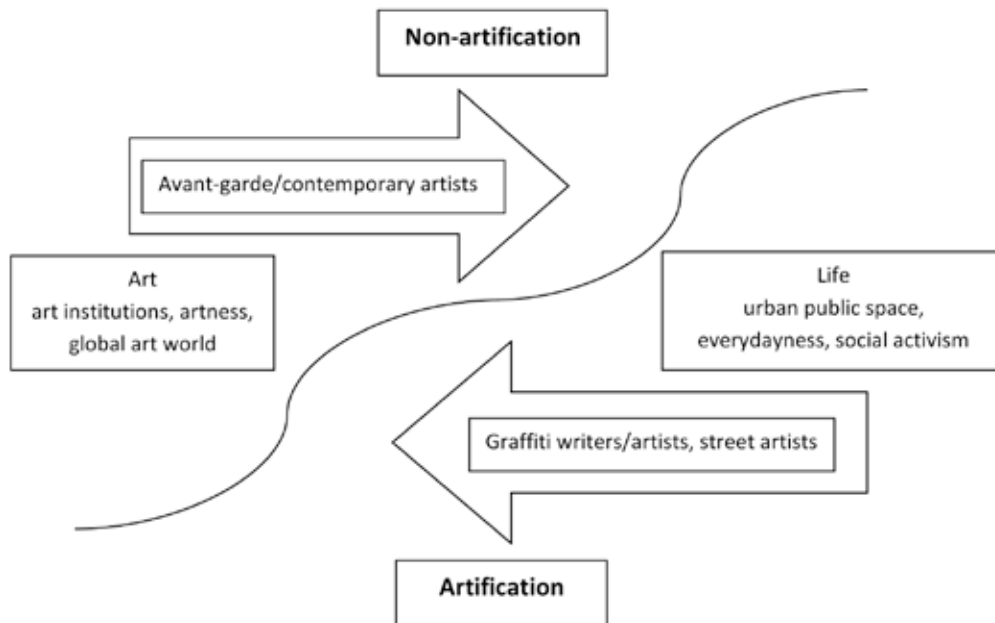 Non-artification
Avant-garde/contemporary artists
Art
art institutions, artness,
global art world
Life
urban public space,
everydayness, social activism
Graffiti writers/artists, street artists
Artification